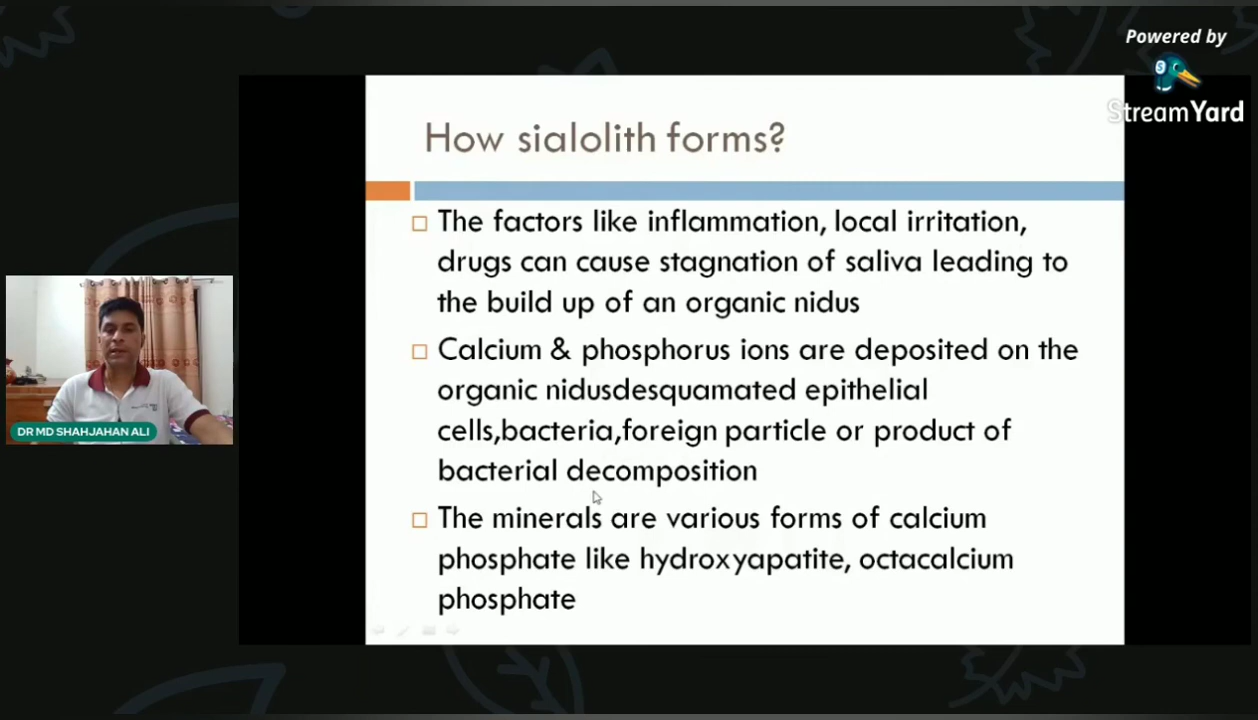 Powered by
StreamYard
How sialolith forms?
The factors like inflammation, local irritation,
drugs can cause stagnation of saliva leading to
the build up of an organic nidus
Calcium & phosphorus ions are deposited on the
organic nidusdesquamated epithelial
cells,bacteria,foreign particle or product of
bacterial decomposition
The minerals are various forms of calcium
phosphate like hydroxyapatite, octacalcium
phosphate
DR MD SHAHJAHAN ALI